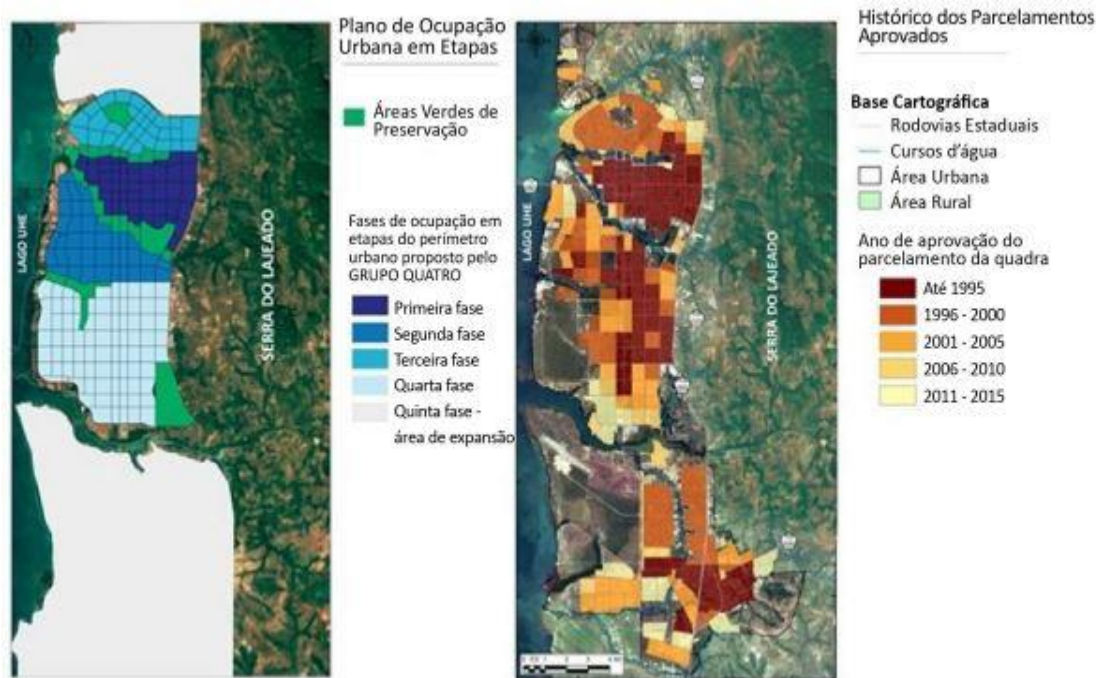 Plano de Ocupação
Urbana em Etapas
Áreas Verdes de
Preservação
Fases de ocupação em
etapas do perímetro
urbano proposto pelo
GRUPO QUATRO
Primeira fase
Segunda fase
Terceira fase
Quarta fase
Quinta fase -
área de expansão
LAGO UHE
SERRA DO LAJEADO
LAGO UHE
SERRA DO LAJEADO
Histórico dos Parcelamentos
Aprovados
Base Cartográfica
Rodovias Estaduais
Cursos d'água
Área Urbana
Área Rural
Ano de aprovação do
parcelamento da quadra
Até 1995
1996 - 2000
2001 - 2005
2006 - 2010
2011 - 2015